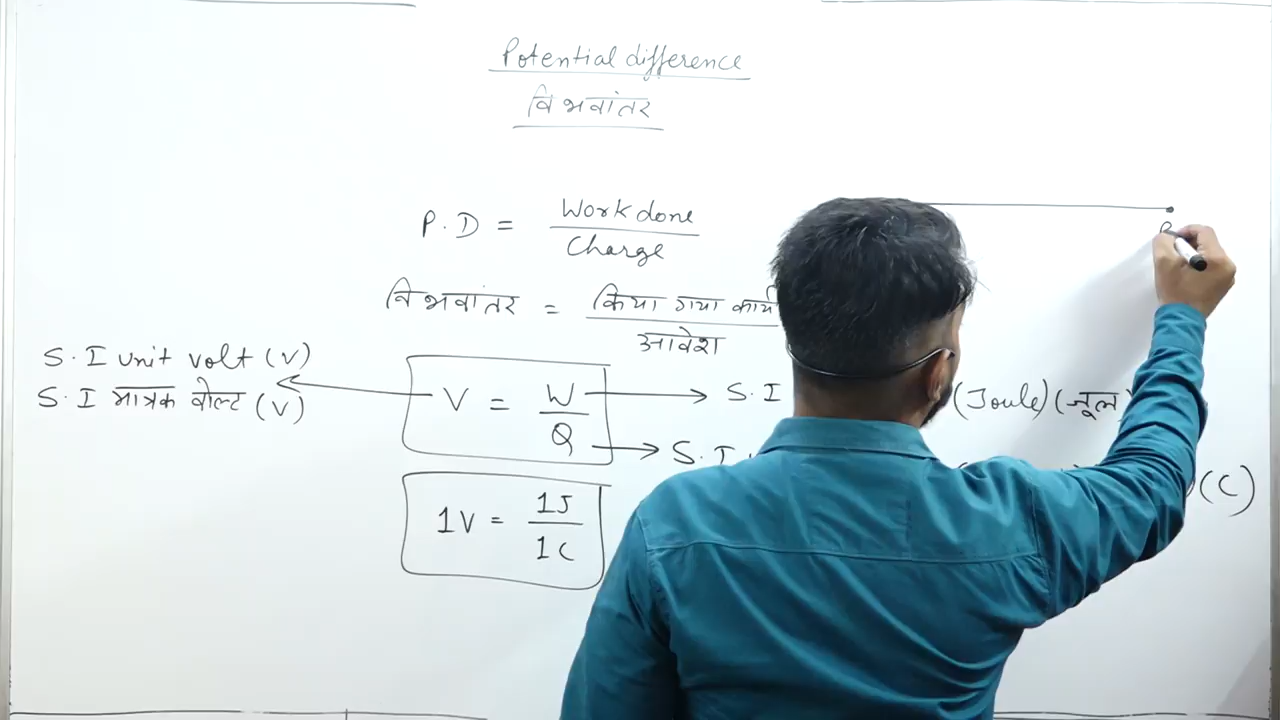 Potential difference
विभवांतर
P.D = Work done / Charge
विभवांतर = किया गया कार्य / आवेश
S.I unit volt (V)
S.I मात्रक वोल्ट (V)
V = W / Q
S.I (Joule) (जूल)
S.I (C)
1V = 1J / 1C